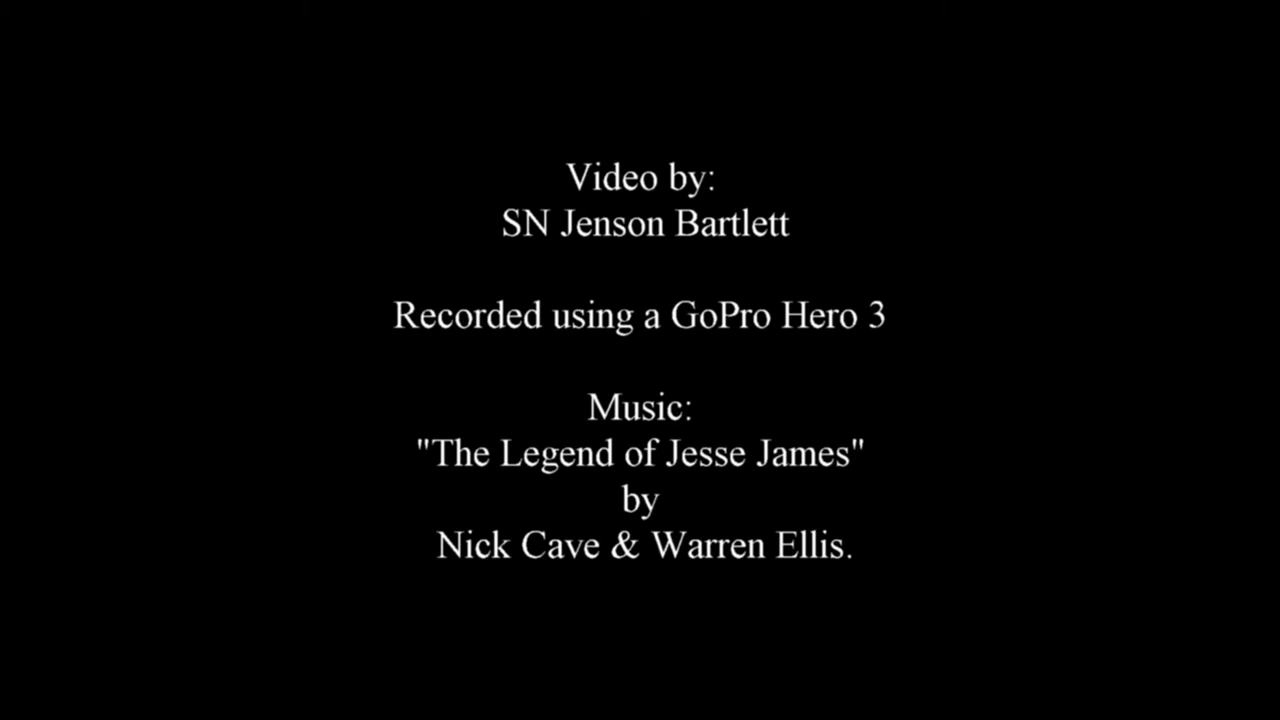 Video by:
SN Jenson Bartlett
Recorded using a GoPro Hero 3
Music:
"The Legend of Jesse James"
by
Nick Cave & Warren Ellis.